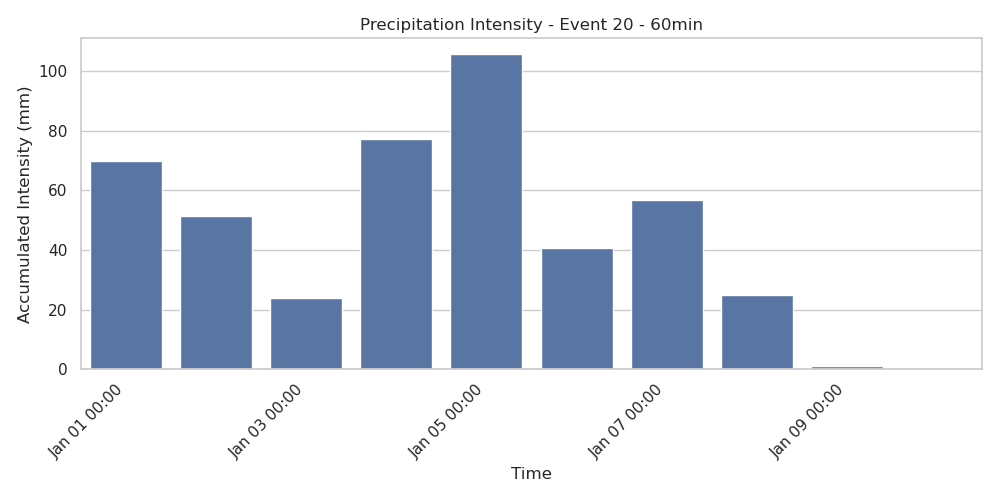 Precipitation Intensity - Event 20 - 60min
Accumulated Intensity (mm)
100
80
60
40
20
0
Jan 01 00:00
Jan 03 00:00
Jan 05 00:00
Jan 07 00:00
Jan 09 00:00
Time